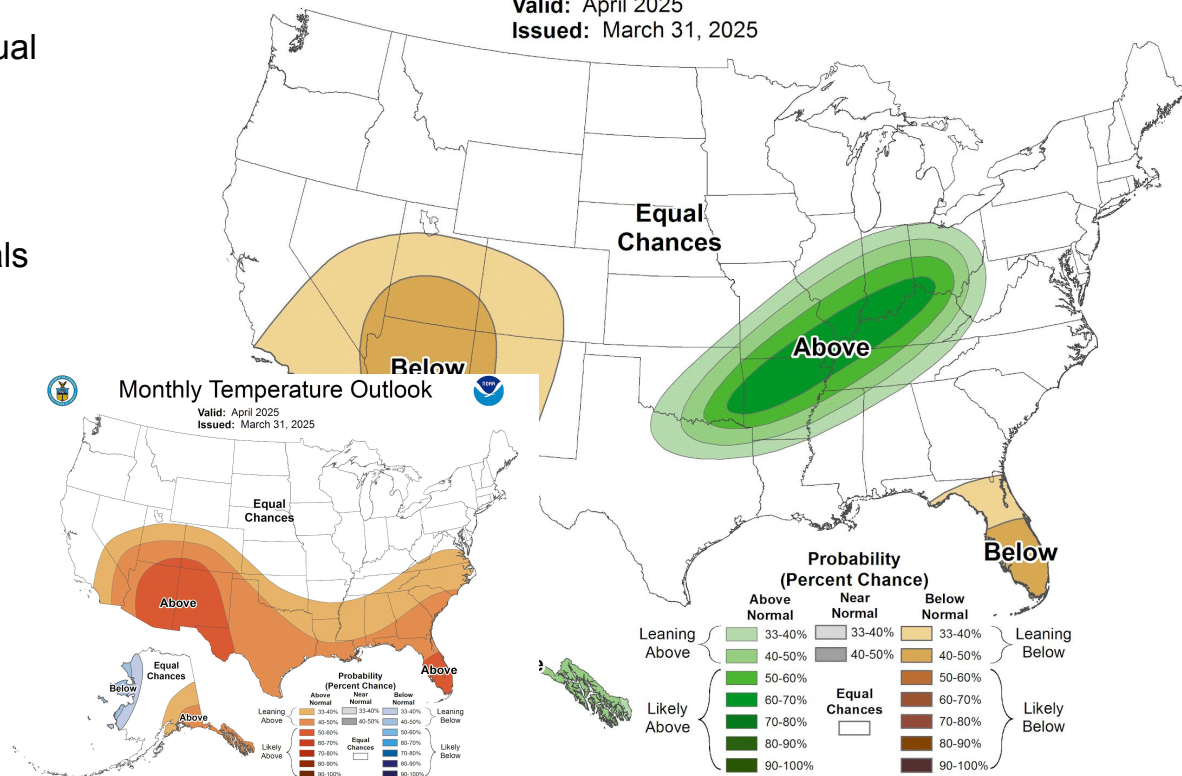 ual
als
Valid: April 2025
Issued: March 31, 2025
Equal
Chances
Below
Above
Below
Probability
(Percent Chance)
Above
Normal
Near
Normal
Below
Normal
Leaning
Above
33-40%
40-50%
33-40%
40-50%
33-40%
40-50%
Leaning
Below
Likely
Above
50-60%
60-70%
70-80%
80-90%
90-100%
Equal
Chances
50-60%
60-70%
70-80%
80-90%
90-100%
Likely
Below
Monthly Temperature Outlook
NOAA
Valid: April 2025
Issued: March 31, 2025
Equal
Chances
Above
Above
Equal
Chances
Below
Above
Probability
(Percent Chance)
Above
Normal
Near
Normal
Below
Normal
Leaning
Above
33-40%
40-50%
33-40%
40-50%
33-40%
40-50%
Leaning
Below
Likely
Above
50-60%
60-70%
70-80%
80-90%
90-100%
Equal
Chances
50-60%
60-70%
70-80%
80-90%
90-100%
Likely
Below